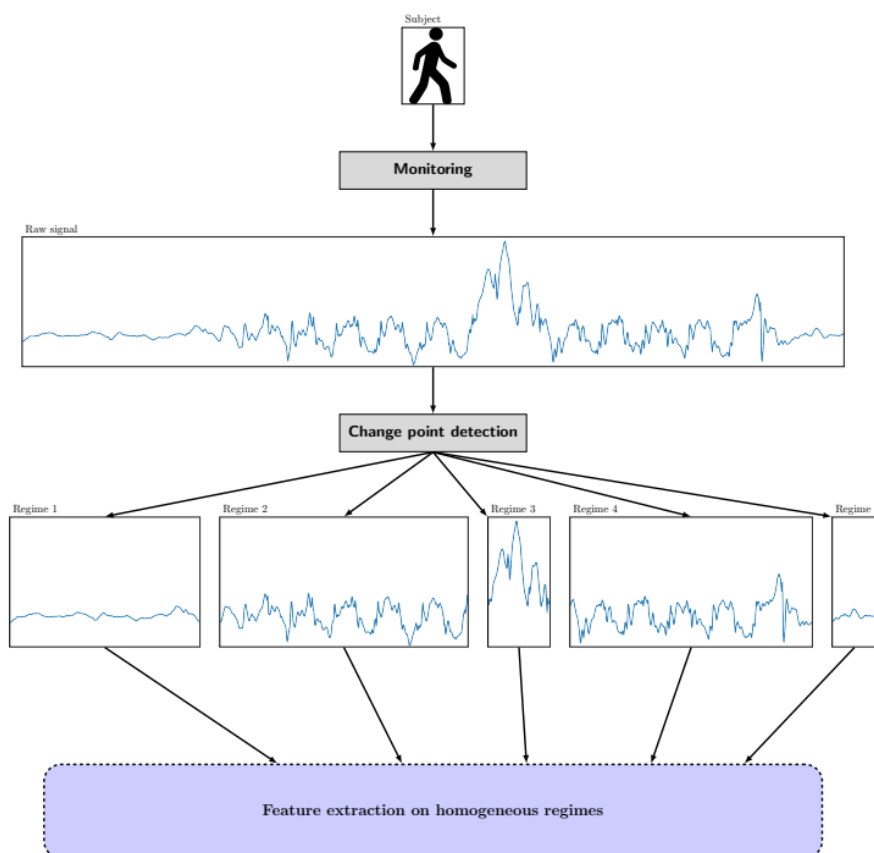 Subject
Monitoring
Raw signal
Change point detection
Regime 1
Regime 2
Regime 3
Regime 4
Regime
Feature extraction on homogeneous regimes